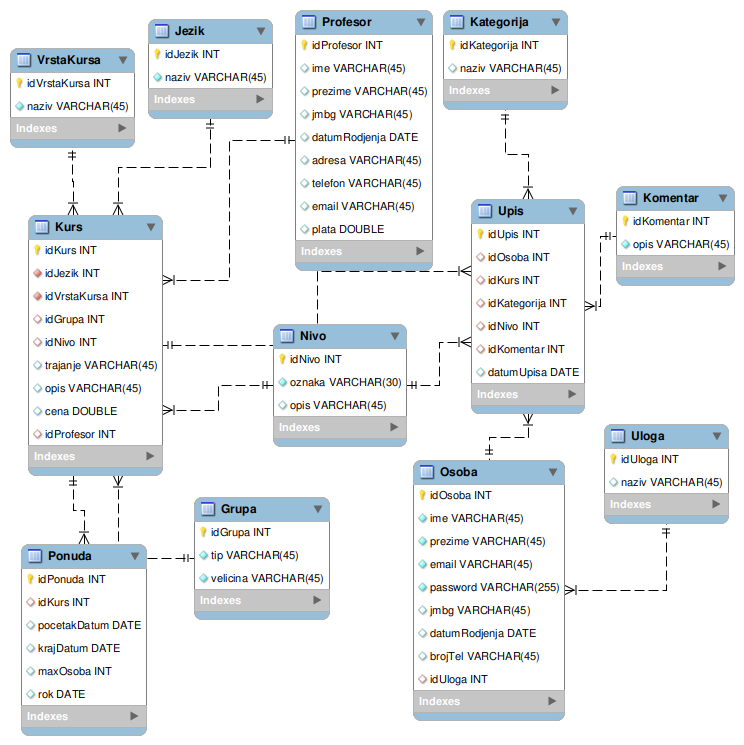 VrstaKursa
idVrstaKursa INT
naziv VARCHAR(45)
Indexes
Jezik
idJezik INT
naziv VARCHAR(45)
Indexes
Profesor
idProfesor INT
ime VARCHAR(45)
prezime VARCHAR(45)
jmbg VARCHAR(45)
datumRodjenja DATE
adresa VARCHAR(45)
telefon VARCHAR(45)
email VARCHAR(45)
plata DOUBLE
Indexes
Kategorija
idKategorija INT
naziv VARCHAR(45)
Indexes
Kurs
idKurs INT
idJezik INT
idVrstaKursa INT
idGrupa INT
idNivo INT
trajanje VARCHAR(45)
opis VARCHAR(45)
cena DOUBLE
idProfesor INT
Indexes
Upis
idUpis INT
idOsoba INT
idKurs INT
idKategorija INT
idNivo INT
idKomentar INT
datumUpisa DATE
Indexes
Komentar
idKomentar INT
opis VARCHAR(45)
Indexes
Nivo
idNivo INT
oznaka VARCHAR(30)
opis VARCHAR(45)
Indexes
Ponuda
idPonuda INT
idKurs INT
pocetakDatum DATE
krajDatum DATE
maxOsoba INT
rok DATE
Indexes
Grupa
idGrupa INT
tip VARCHAR(45)
velicina VARCHAR(45)
Indexes
Osoba
idOsoba INT
ime VARCHAR(45)
prezime VARCHAR(45)
email VARCHAR(45)
password VARCHAR(255)
jmbg VARCHAR(45)
datumRodjenja DATE
brojTel VARCHAR(45)
idUloga INT
Indexes
Uloga
idUloga INT
naziv VARCHAR(45)
Indexes